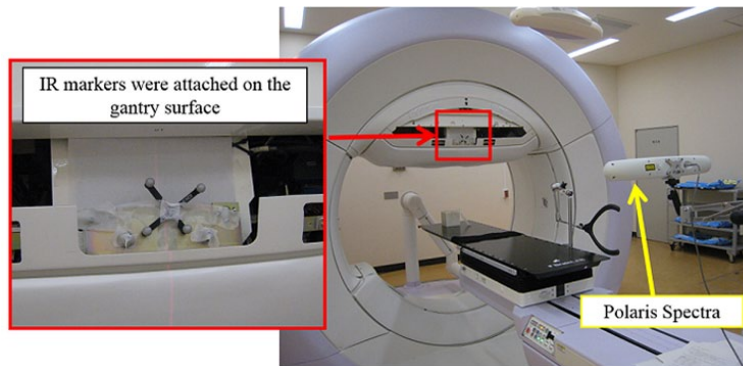 IR markers were attached on the
gantry surface
Polaris Spectra